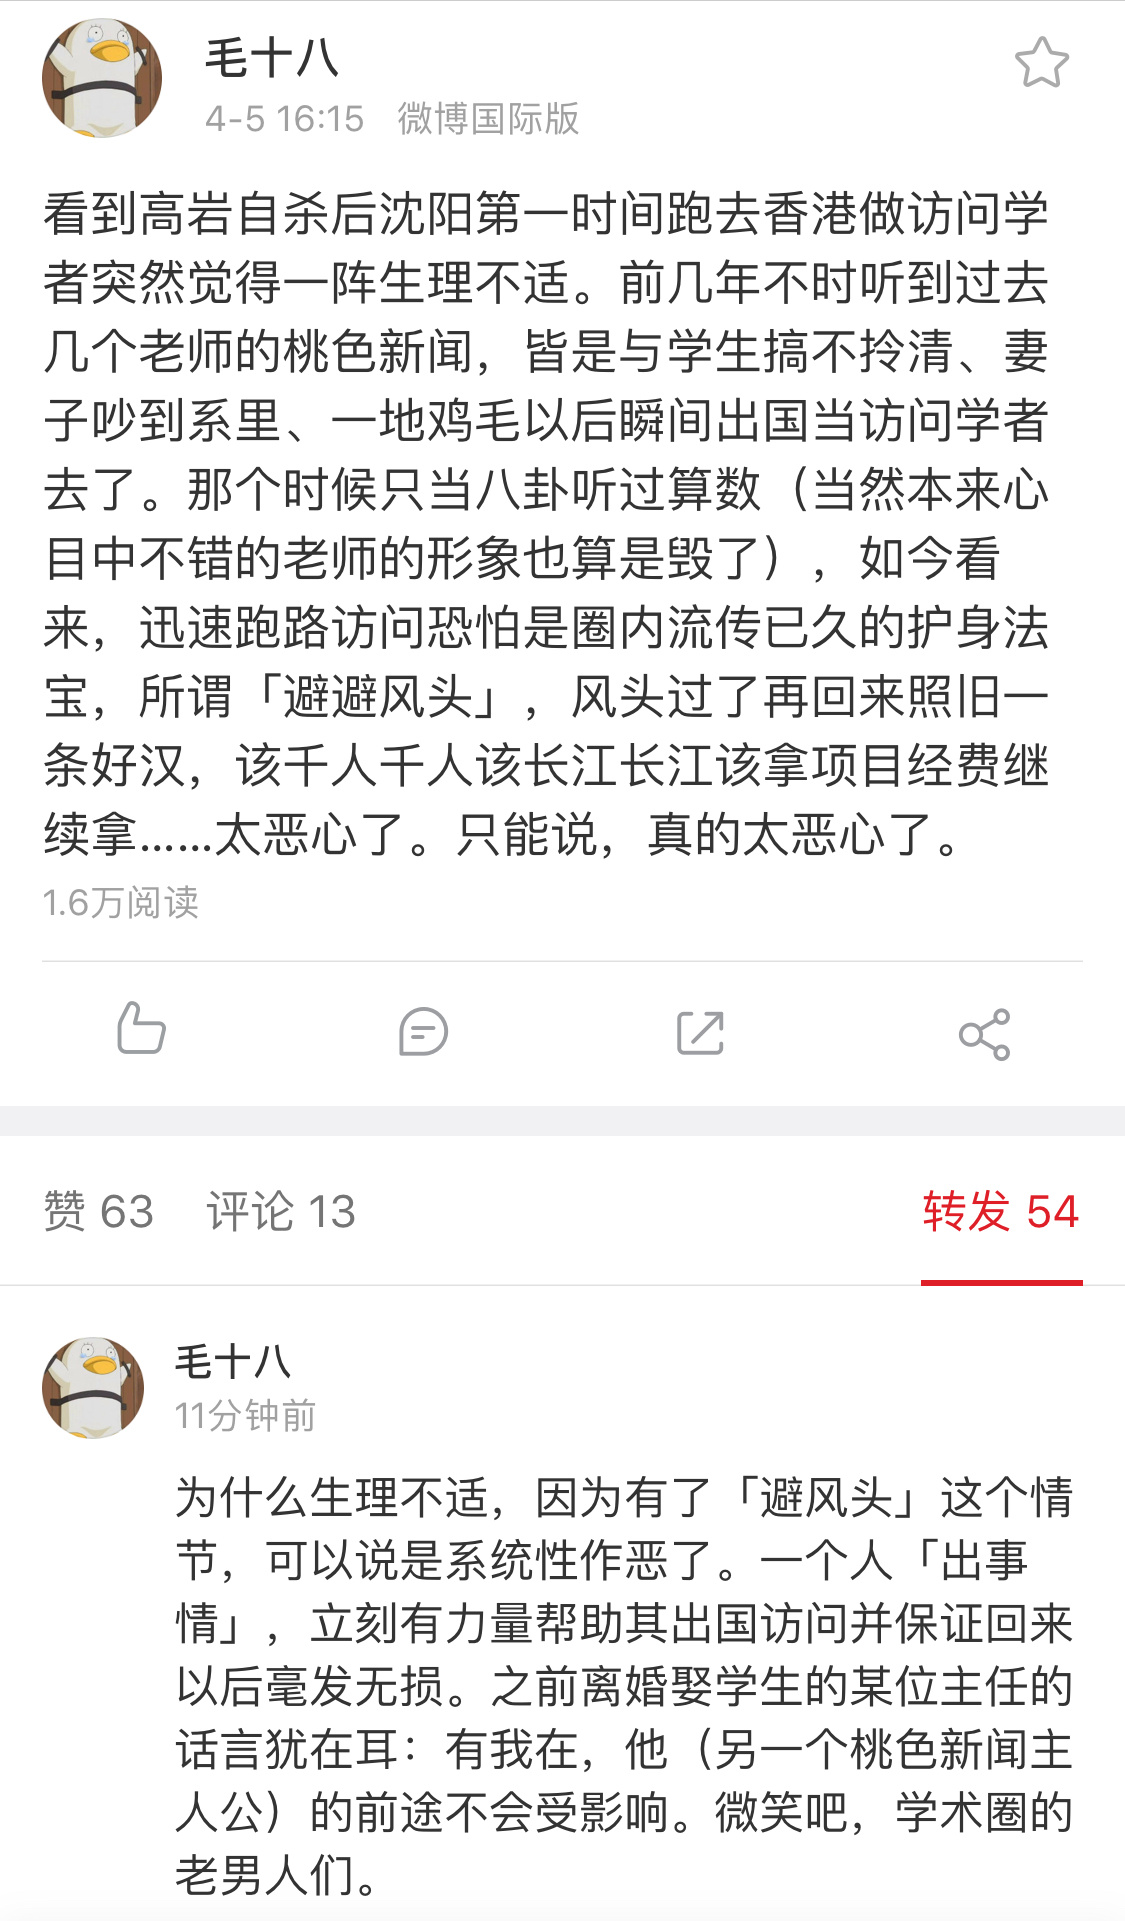 毛十八
4-5 16:15 微博国际版
看到高岩自杀后沈阳第一时间跑去香港做访问学
者突然觉得一阵生理不适。前几年不时听到过去
几个老师的桃色新闻，皆是与学生搞不拎清、妻
子吵到系里、一地鸡毛以后瞬间出国当访问学者
去了。那个时候只当八卦听过算数（当然本来心
目中不错的老师的形象也算是毁了），如今看
来，迅速跑路访问恐怕是圈内流传已久的护身法
宝，所谓「避避风头」，风头过了再回来照旧一
条好汉，该千人千人该长江长江该拿项目经费继
续拿……太恶心了。只能说，真的太恶心了。
1.6万阅读
赞 63 评论 13 转发 54
毛十八
11分钟前
为什么生理不适，因为有了「避风头」这个情
节，可以说是系统性作恶了。一个人「出事
情」，立刻有力量帮助其出国访问并保证回来
以后毫发无损。之前离婚娶学生的某位主任的
话言犹在耳：有我在，他（另一个桃色新闻主
人公）的前途不会受影响。微笑吧，学术圈的
老男人们。